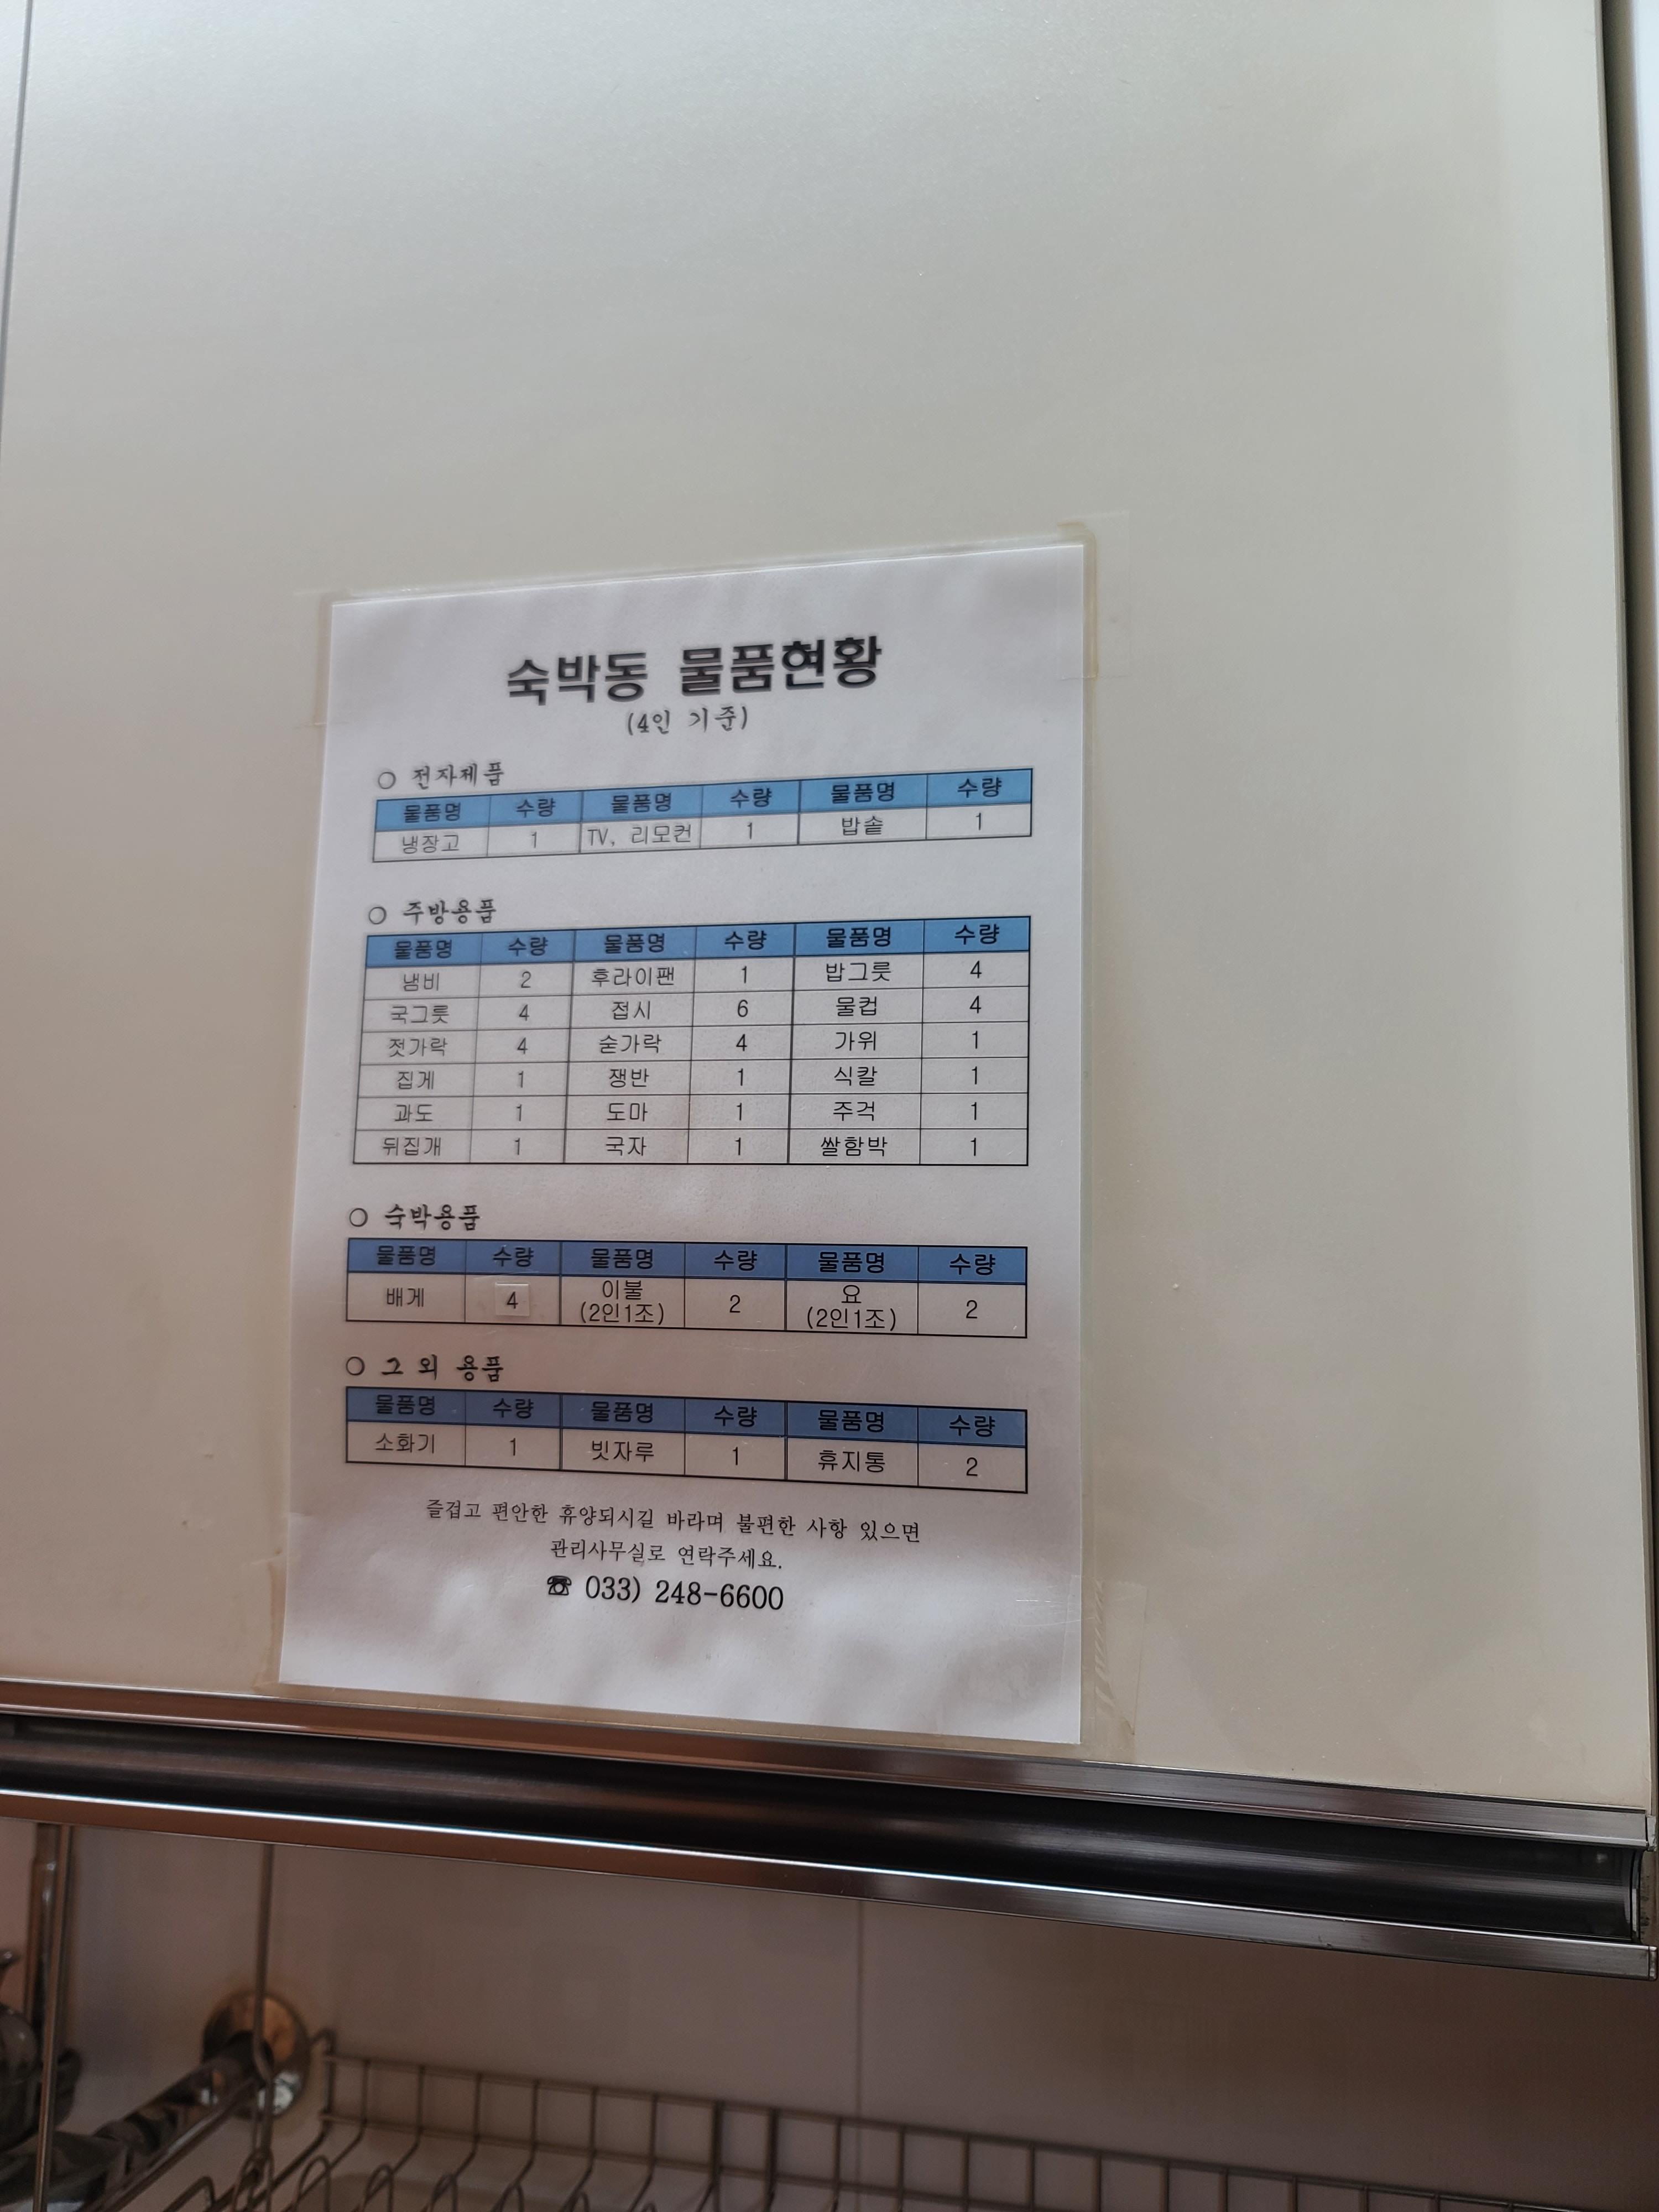 숙박동 물품현황
(4인 기준)
○ 전자제품
물품명 수량 물품명 수량 물품명 수량
냉장고 1 TV, 리모컨 1 밥솥 1
○ 주방용품
물품명 수량 물품명 수량 물품명 수량
냄비 2 후라이팬 1 밥그릇 4
국그릇 4 접시 6 물컵 4
젓가락 4 숟가락 4 가위 1
집게 1 쟁반 1 식칼 1
과도 1 도마 1 주걱 1
뒤집개 1 국자 1 쌀함박 1
○ 숙박용품
물품명 수량 물품명 수량 물품명 수량
배게 4 이불 (2인1조) 2 요 (2인1조) 2
○ 그 외 용품
물품명 수량 물품명 수량 물품명 수량
소화기 1 빗자루 1 휴지통 2
즐겁고 편안한 휴양되시길 바라며 불편한 사항 있으면
관리사무실로 연락주세요.
☎ 033) 248-6600